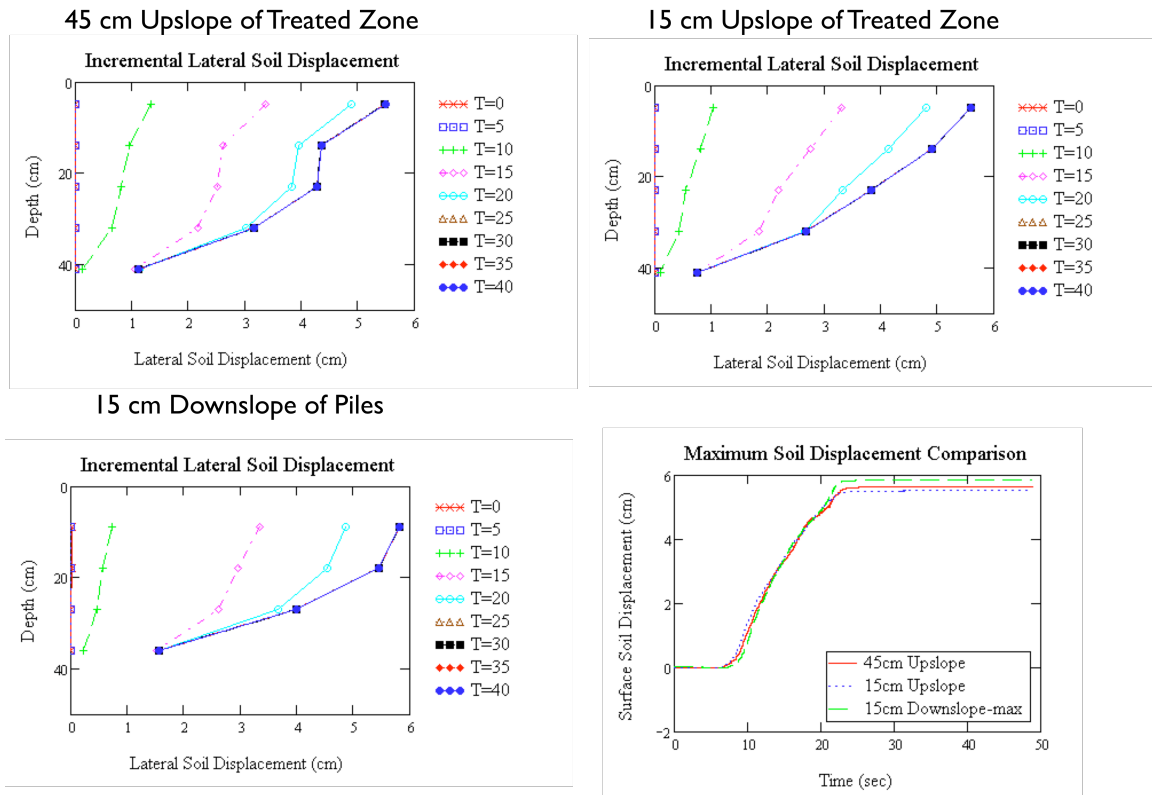 45 cm Upslope of Treated Zone
15 cm Upslope of Treated Zone
Incremental Lateral Soil Displacement
0
20
40
Depth (cm)
0 1 2 3 4 5 6
Lateral Soil Displacement (cm)
T=0
T=5
T=10
T=15
T=20
T=25
T=30
T=35
T=40
Incremental Lateral Soil Displacement
0
20
40
Depth (cm)
0 1 2 3 4 5 6
Lateral Soil Displacement (cm)
T=0
T=5
T=10
T=15
T=20
T=25
T=30
T=35
T=40
15 cm Downslope of Piles
Incremental Lateral Soil Displacement
0
20
40
Depth (cm)
0 1 2 3 4 5 6
Lateral Soil Displacement (cm)
T=0
T=5
T=10
T=15
T=20
T=25
T=30
T=35
T=40
Maximum Soil Displacement Comparison
6
4
2
0
−2
Surface Soil Displacement (cm)
45cm Upslope
15cm Upslope
15cm Downslope-max
0 10 20 30 40 50
Time (sec)